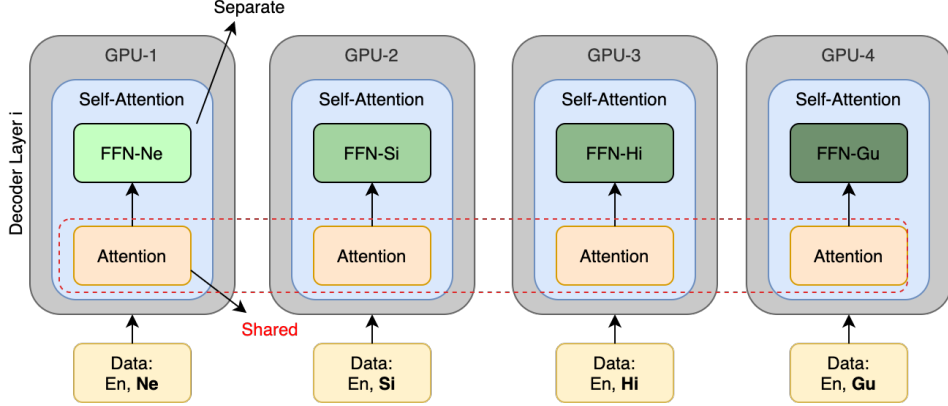 Separate
GPU-1
GPU-2
GPU-3
GPU-4
Decoder Layer i
Self-Attention
Self-Attention
Self-Attention
Self-Attention
FFN-Ne
FFN-Si
FFN-Hi
FFN-Gu
Attention
Attention
Attention
Attention
Shared
Data:
En, Ne
Data:
En, Si
Data:
En, Hi
Data:
En, Gu